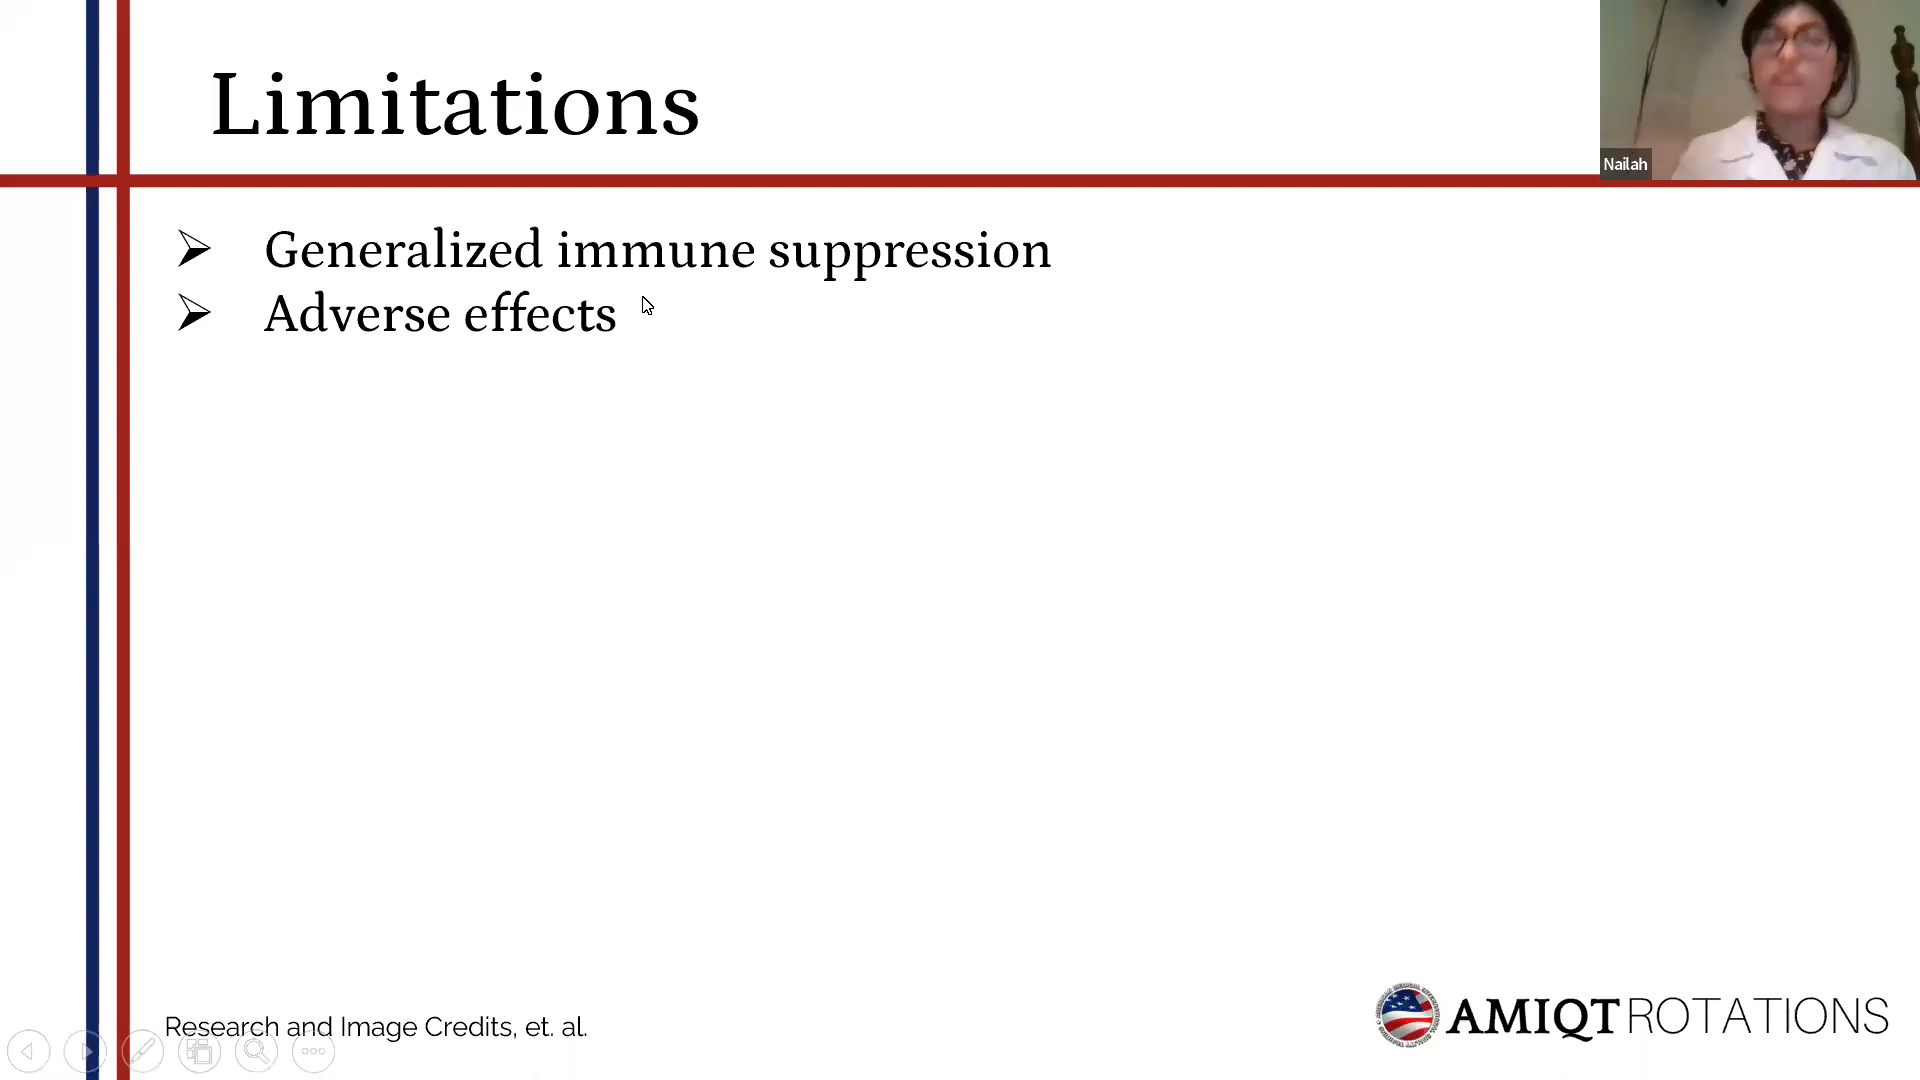 Limitations
Nailah
➢ Generalized immune suppression
➢ Adverse effects
Research and Image Credits, et. al.
AMIQT ROTATIONS